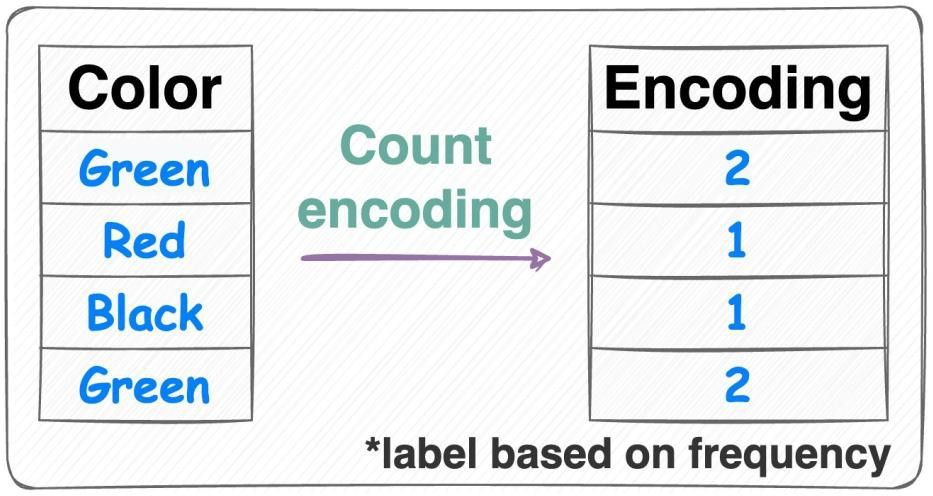 Color
Green
Red
Black
Green
Count
encoding
Encoding
2
1
1
2
*label based on frequency